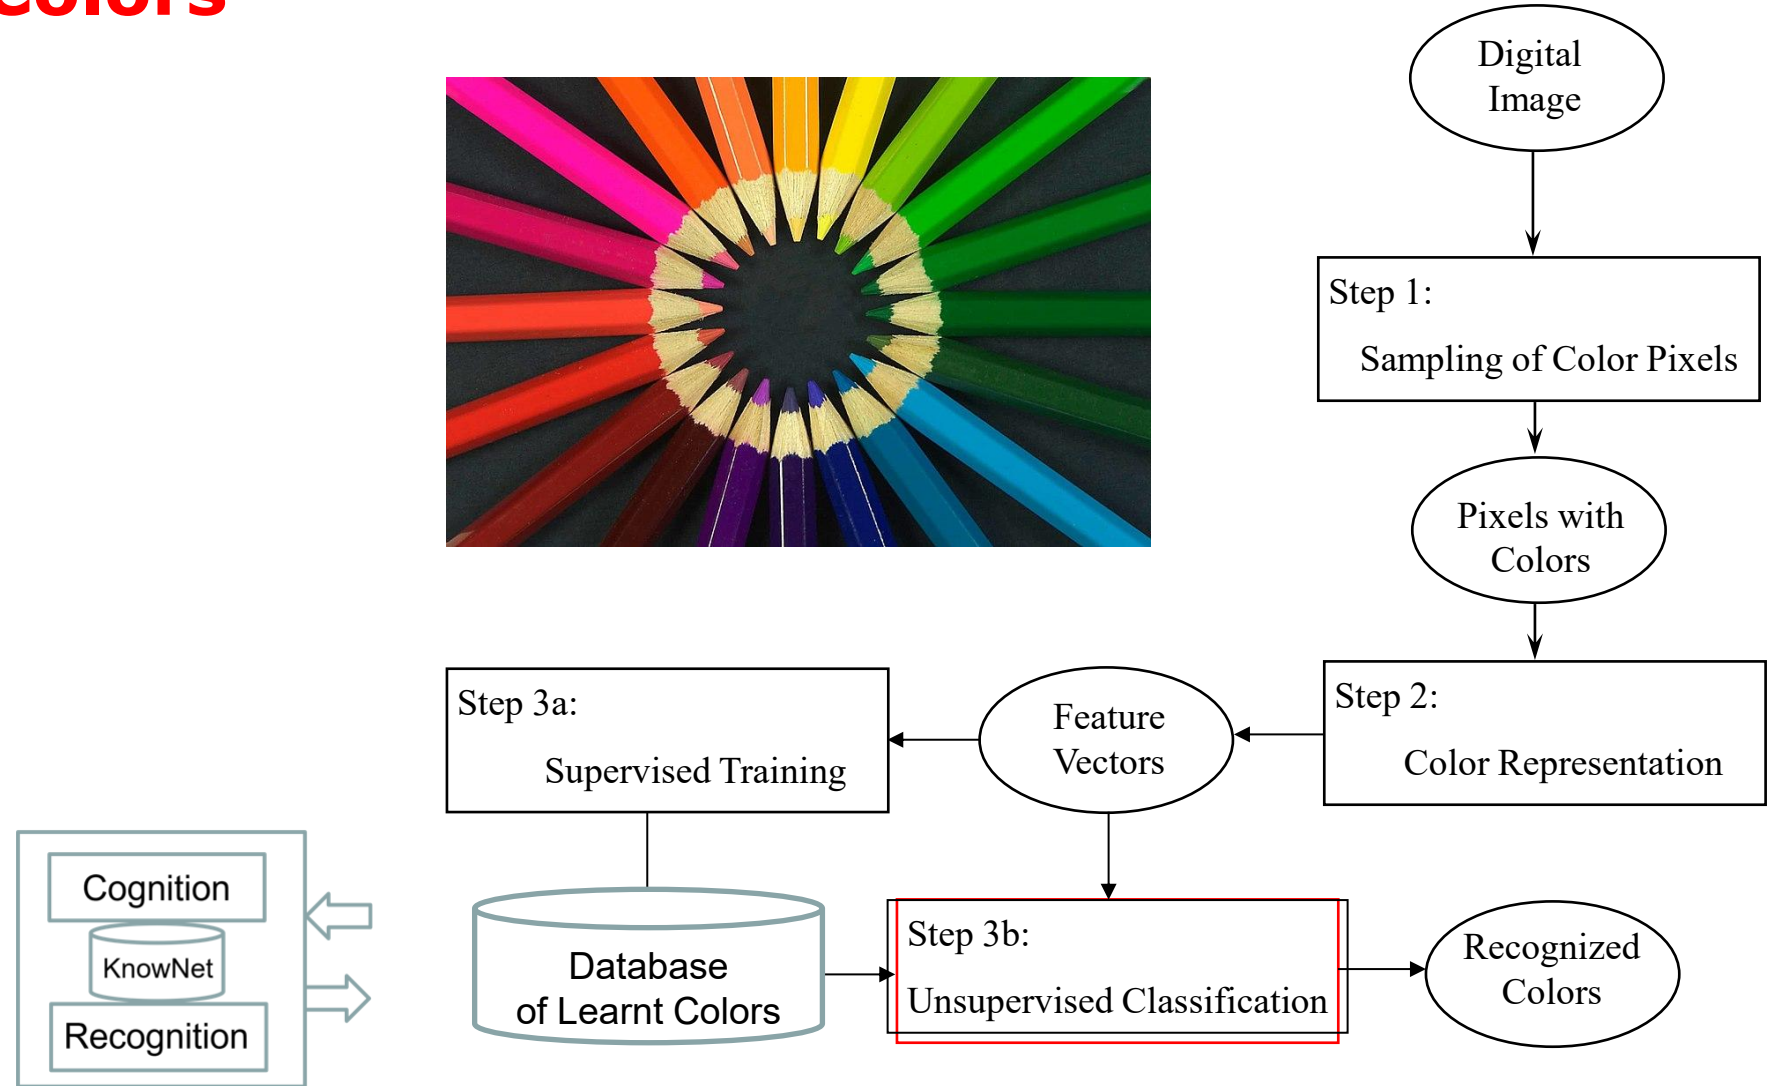 Colors
Digital
Image
Step 1:
Sampling of Color Pixels
Pixels with
Colors
Step 2:
Color Representation
Feature
Vectors
Step 3a:
Supervised Training
Database
of Learnt Colors
Step 3b:
Unsupervised Classification
Recognized
Colors
Cognition
KnowNet
Recognition